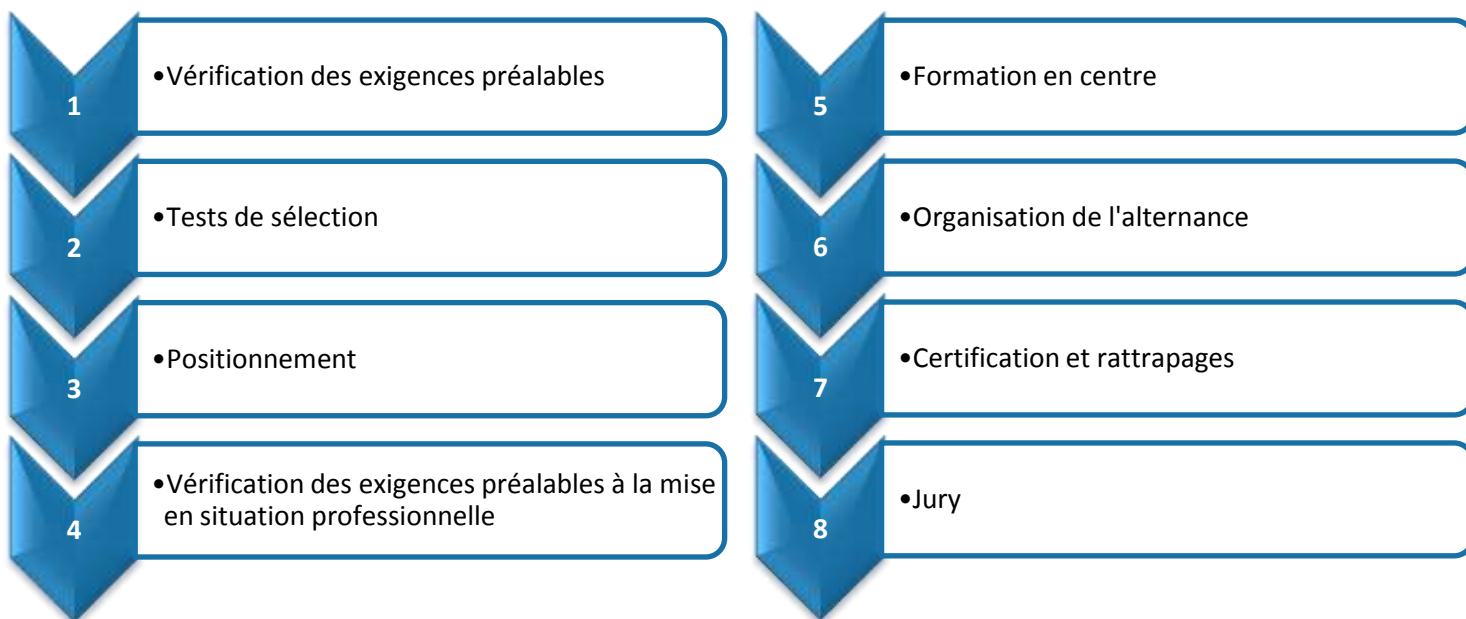 1
•Vérification des exigences préalables
2
•Tests de sélection
3
•Positionnement
4
•Vérification des exigences préalables à la mise
en situation professionnelle
5
•Formation en centre
6
•Organisation de l'alternance
7
•Certification et rattrapages
8
•Jury